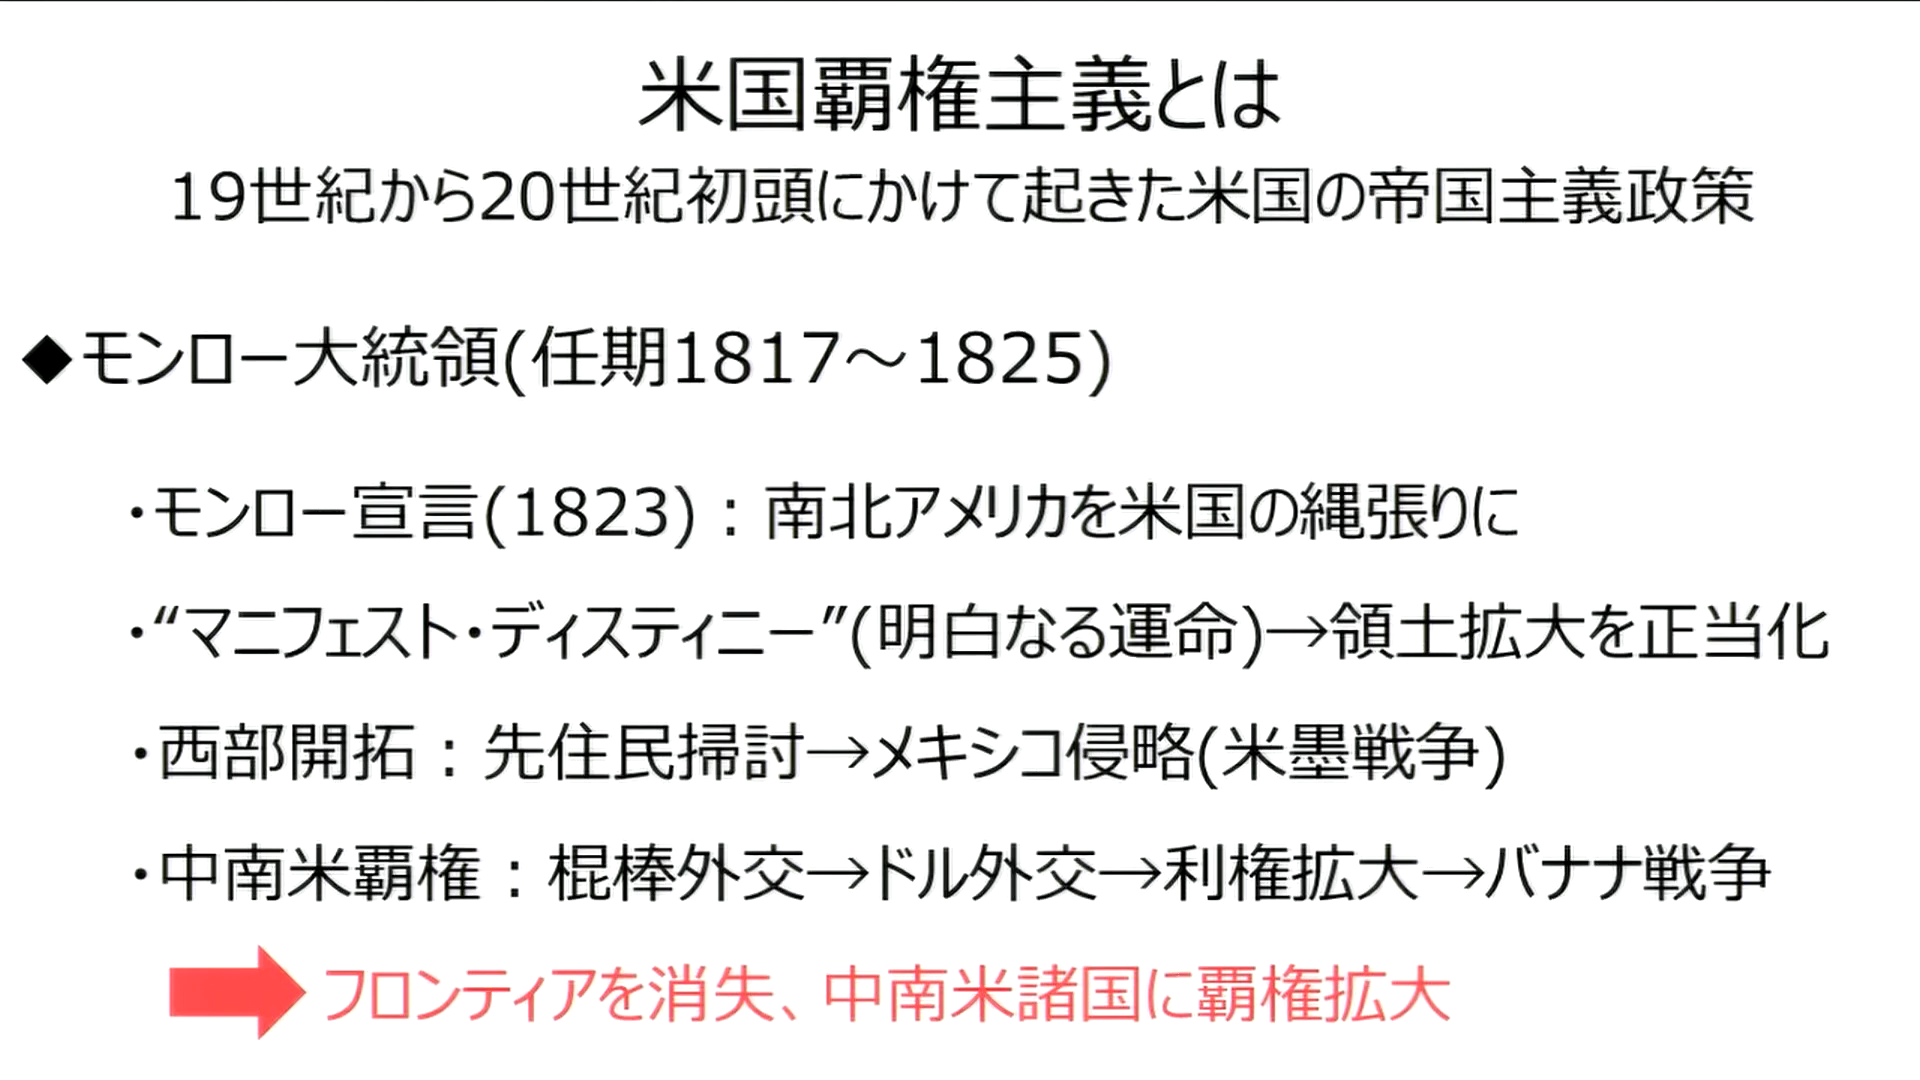 米国覇権主義とは
19世紀から20世紀初頭にかけて起きた米国の帝国主義政策
◆モンロー大統領(任期1817～1825)
・モンロー宣言(1823)：南北アメリカを米国の縄張りに
・“マニフェスト・ディスティニー”(明白なる運命)→領土拡大を正当化
・西部開拓：先住民掃討→メキシコ侵略(米墨戦争)
・中南米覇権：棍棒外交→ドル外交→利権拡大→バナナ戦争
フロンティアを消失、中南米諸国に覇権拡大